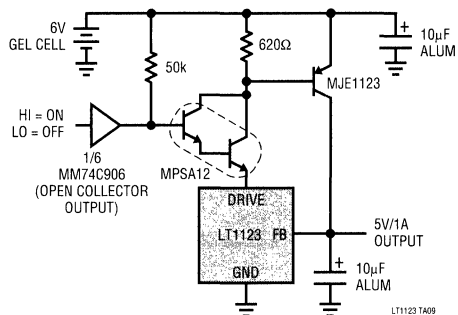 6V
GEL CELL
50k
620Ω
+
10µF
ALUM
MJE1123
HI = ON
LO = OFF
1/6
MM74C906
(OPEN COLLECTOR
OUTPUT)
MPSA12
DRIVE
LT1123 FB
GND
5V/1A
OUTPUT
+
10µF
ALUM
LT1123 TA09